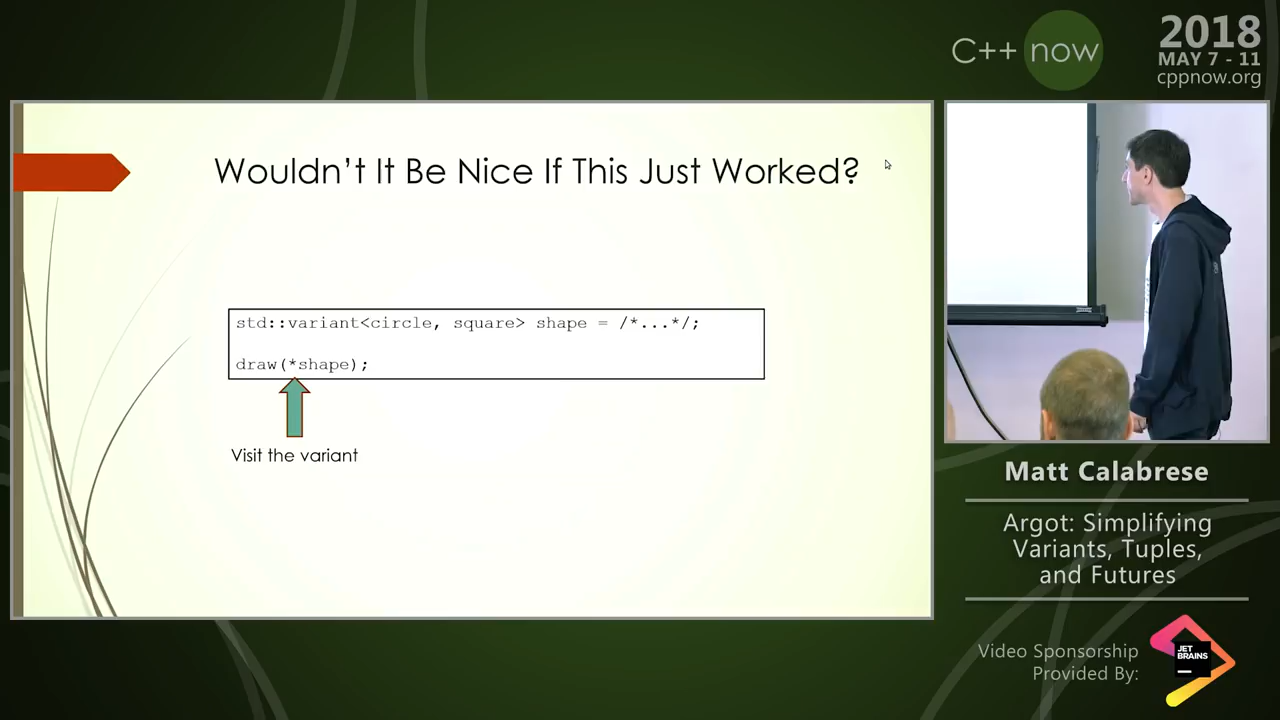 C++ now
2018
MAY 7 - 11
cppnow.org
Wouldn't It Be Nice If This Just Worked?
std::variant<circle, square> shape = /*...*/;
draw(*shape);
Visit the variant
Matt Calabrese
Argot: Simplifying
Variants, Tuples,
and Futures
Video Sponsorship
Provided By:
JET
BRAINS